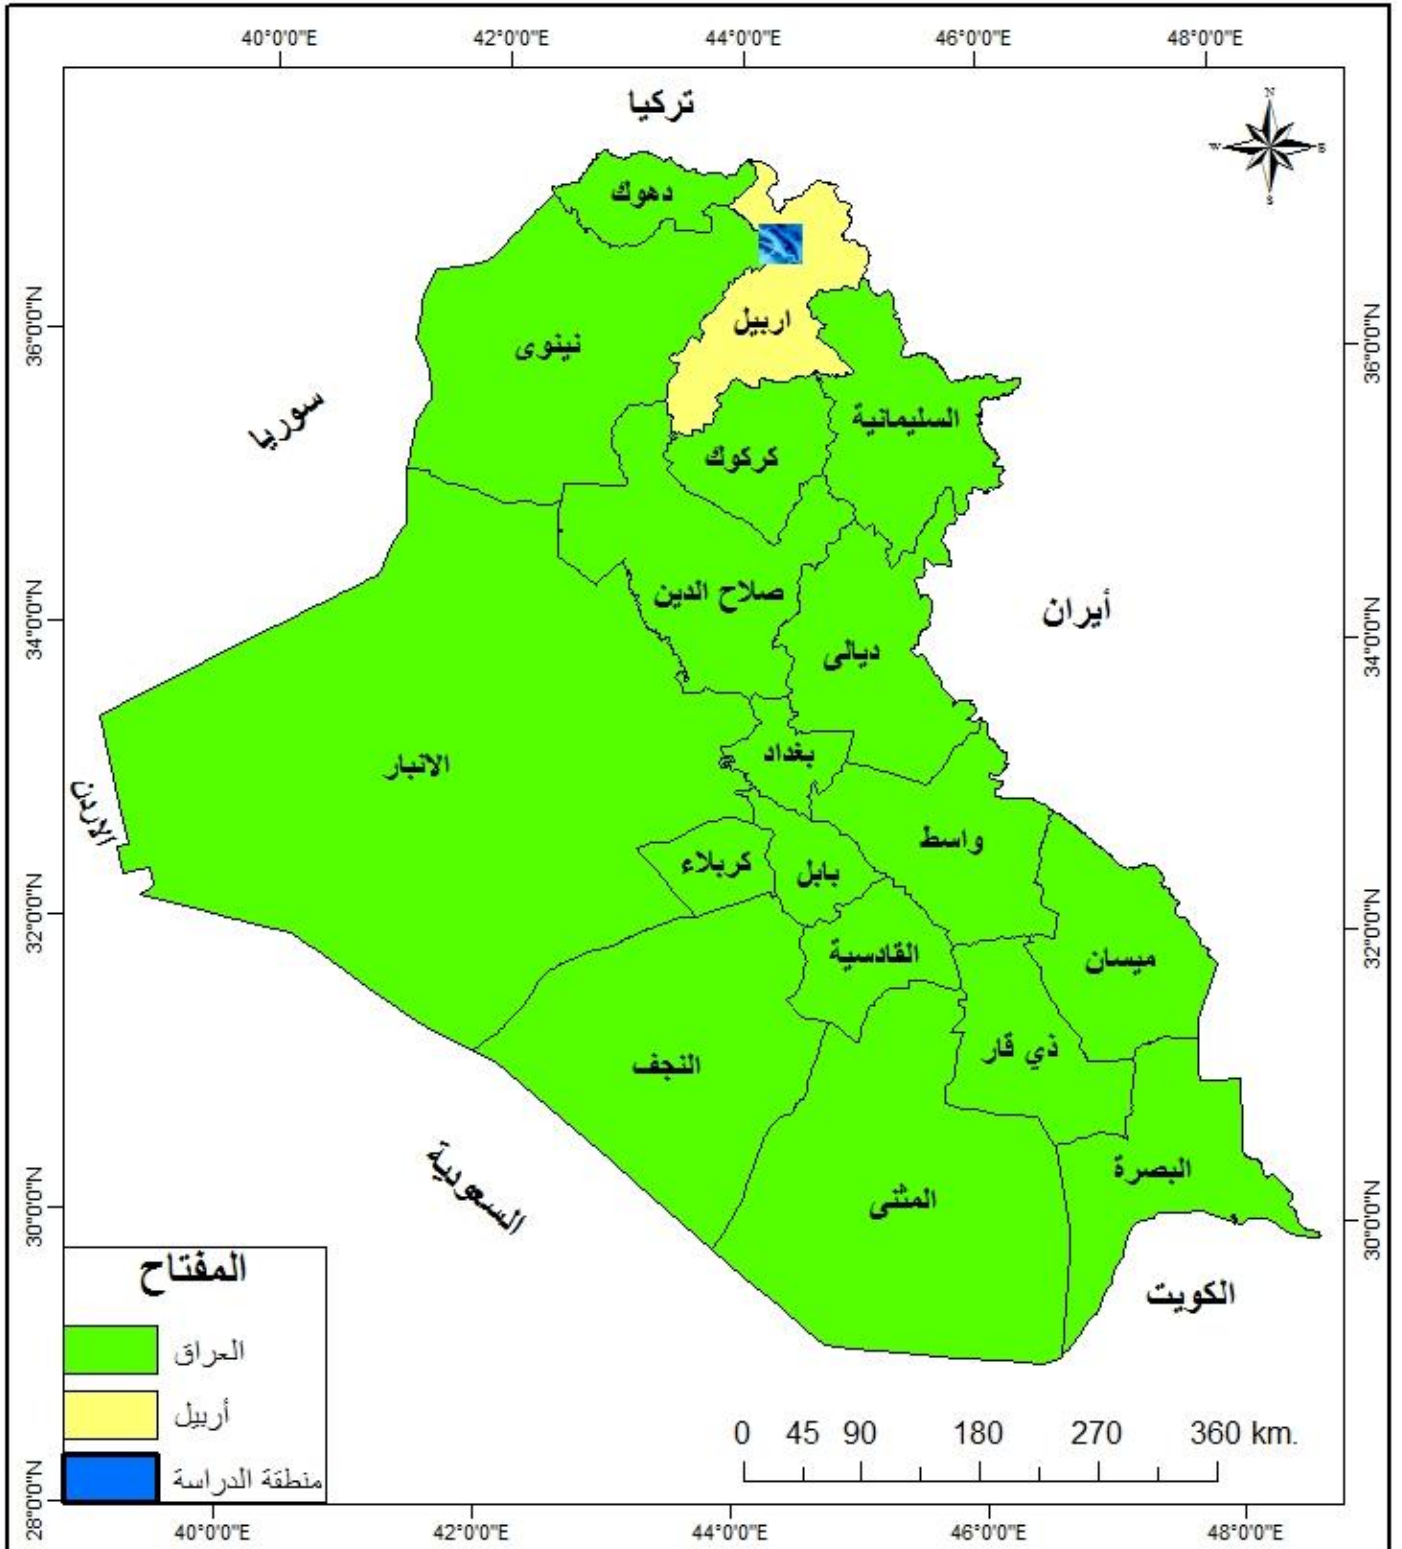 40°0'0"E 42°0'0"E 44°0'0"E 46°0'0"E 48°0'0"E
تركيا
N
W E
S
دهوك
36°0'0"N
اربيل
36°0'0"N
نينوى
سوريا
السليمانية
كركوك
34°0'0"N
صلاح الدين
أيران
34°0'0"N
ديالى
بغداد
الانبار
الاردن
واسط
كربلاء
بابل
32°0'0"N
القادسية
ميسان
32°0'0"N
ذي قار
النجف
البصرة
السعودية
المثنى
30°0'0"N
30°0'0"N
الكويت
المفتاح
العراق
أربيل
منطقة الدراسة
0 45 90 180 270 360 km.
28°0'0"N
40°0'0"E 42°0'0"E 44°0'0"E 46°0'0"E 48°0'0"E